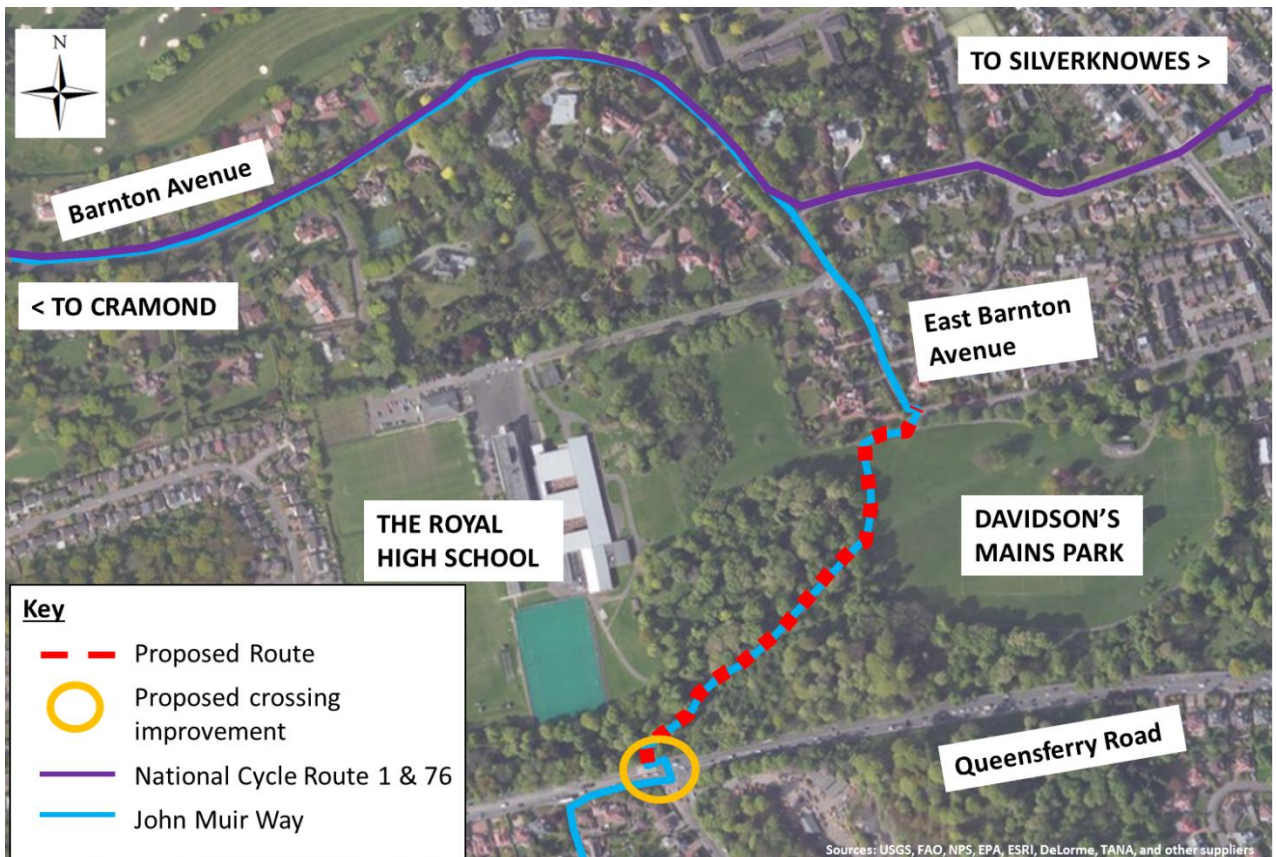 N
TO SILVERKNOWES >
Barnton Avenue
< TO CRAMOND
East Barnton
Avenue
THE ROYAL
HIGH SCHOOL
DAVIDSON'S
MAINS PARK
Queensferry Road
Key
Proposed Route
Proposed crossing
improvement
National Cycle Route 1 & 76
John Muir Way
Sources: USGS, FAO, NPS, EPA, ESRI, DeLorme, TANA, and other suppliers